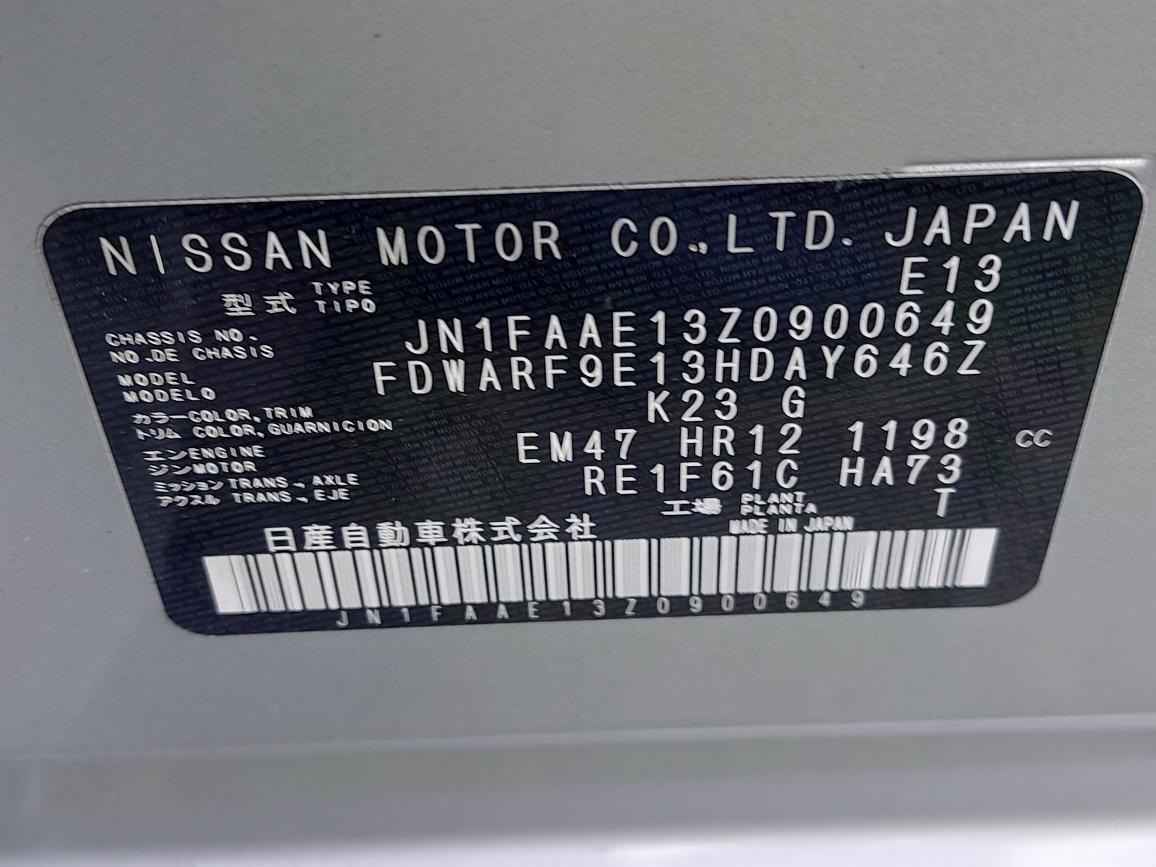 NISSAN MOTOR CO.,LTD. JAPAN
型式 TYPE TIPO E13
CHASSIS NO. NO.DE CHASIS JN1FAAE13Z0900649
MODEL MODELO FDWARF9E13HDAY646Z
カラー COLOR,TRIM トリム COLOR,GUARNICION K23 G
エンジン ENGINE MOTOR EM47 HR12 1198 CC
ミッション TRANS., AXLE アクスル TRANS., EJE RE1F61C HA73
工場 PLANT PLANTA T
日産自動車株式会社 MADE IN JAPAN
JN1FAAE13Z0900649